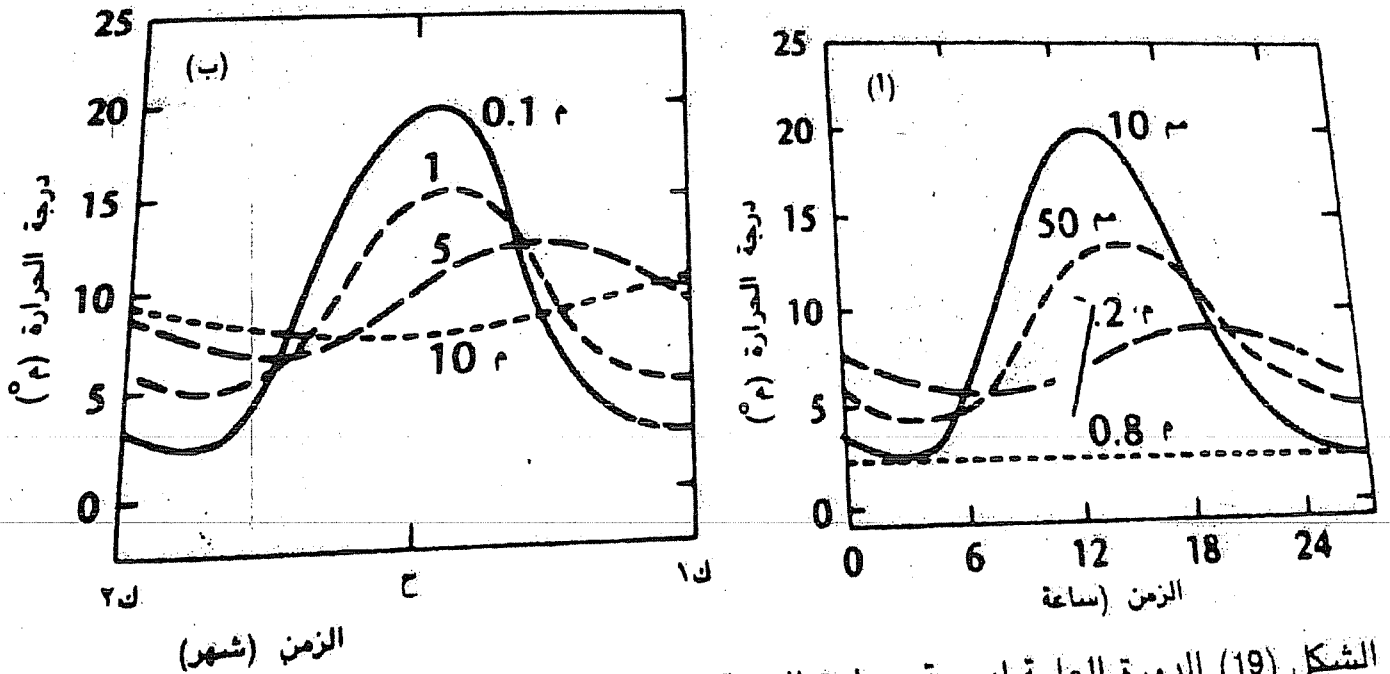 (أ)
25
20
15
10
5
0
درجة الحرارة (م°)
10 سم
50 سم
0.8 م
0 6 12 18 24
الزمن (ساعة
(ب)
25
20
15
10
5
0
درجة الحرارة (م°)
0.1 م
1
5
10 م
ك٢ ح ك١
الزمن (شهر)
الشكل (19)